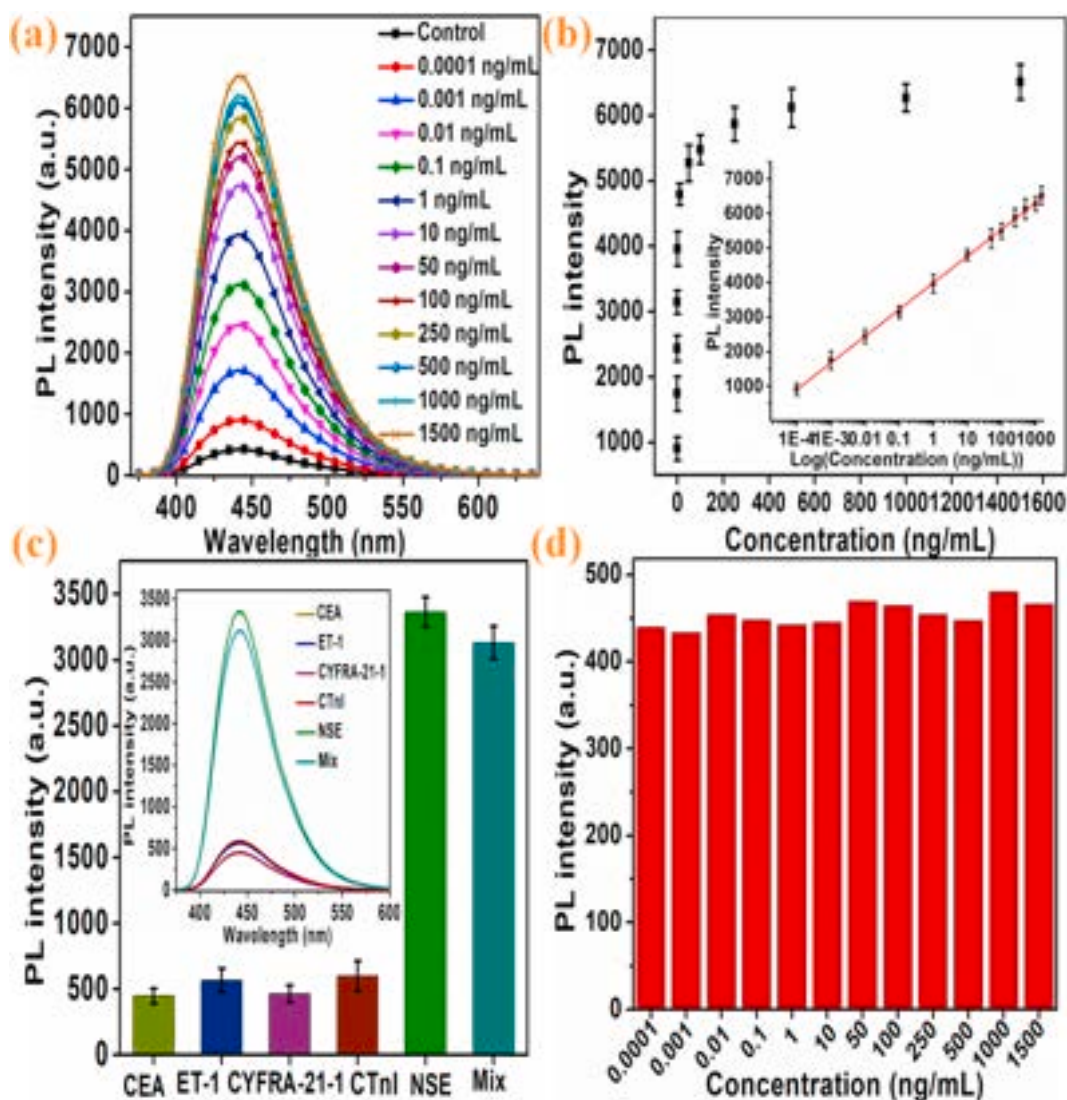 (a)
PL intensity (a.u.)
7000
6000
5000
4000
3000
2000
1000
0
400 450 500 550 600
Wavelength (nm)
Control
0.0001 ng/mL
0.001 ng/mL
0.01 ng/mL
0.1 ng/mL
1 ng/mL
10 ng/mL
50 ng/mL
100 ng/mL
250 ng/mL
500 ng/mL
1000 ng/mL
1500 ng/mL
(b)
PL intensity
7000
6000
5000
4000
3000
2000
1000
0 200 400 600 800 1000 1200 1400 1600
Concentration (ng/mL)
PL intensity
7000
6000
5000
4000
3000
2000
1000
1E-41E-30.01 0.1 1 10 1001000
Log(Concentration (ng/mL))
(c)
PL intensity (a.u.)
3500
3000
2500
2000
1500
1000
500
0
CEA ET-1 CYFRA-21-1 CTnI NSE Mix
PL intensity (a.u.)
3500
3000
2500
2000
1500
1000
500
0
400 450 500 550 600
Wavelength (nm)
CEA
ET-1
CYFRA-21-1
CTnI
NSE
Mix
(d)
PL intensity (a.u.)
500
400
300
200
100
0
0.0001 0.001 0.01 0.1 1 10 50 100 250 500 1000 1500
Concentration (ng/mL)